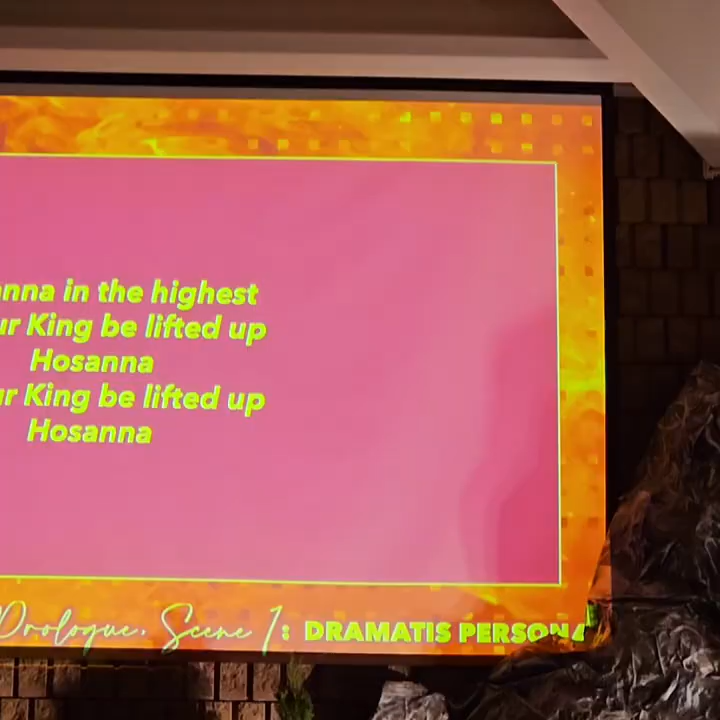 nna in the highest
ur King be lifted up
Hosanna
ur King be lifted up
Hosanna
Prologue. Scene 1: DRAMATIS PERSONA